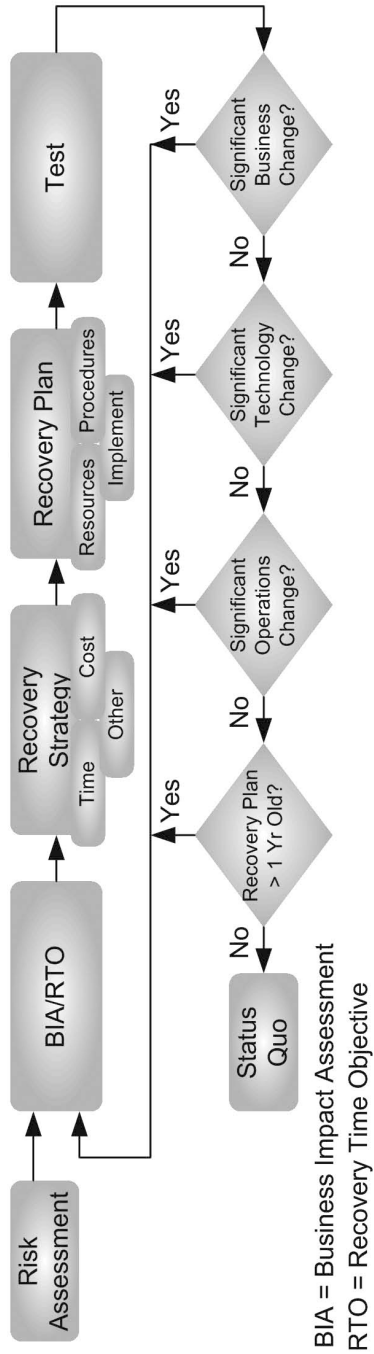 Risk
Assessment
BIA/RTO
Recovery
Strategy
Time
Cost
Other
Recovery Plan
Resources
Procedures
Implement
Test
Significant
Business
Change?
Yes
No
Significant
Technology
Change?
Yes
No
Significant
Operations
Change?
Yes
No
Recovery Plan
> 1 Yr Old?
Yes
No
Status
Quo
BIA = Business Impact Assessment
RTO = Recovery Time Objective